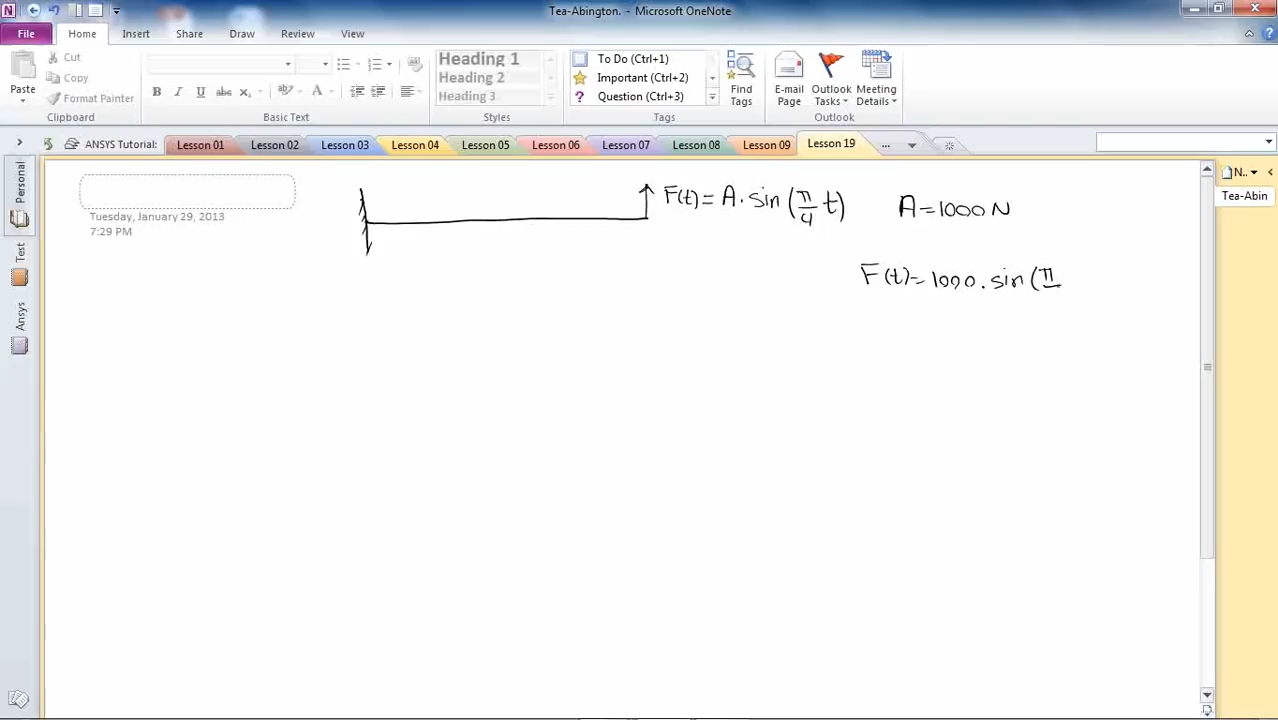 Tea-Abington. - Microsoft OneNote
File Home Insert Share Draw Review View
Paste Cut Copy Format Painter
B I U abc X₂ A
Heading 1
Heading 2
Heading 3
To Do (Ctrl+1)
Important (Ctrl+2)
Question (Ctrl+3)
Find Tags
E-mail Page
Outlook Tasks
Meeting Details
Clipboard Basic Text Styles Tags Outlook
ANSYS Tutorial: Lesson 01 Lesson 02 Lesson 03 Lesson 04 Lesson 05 Lesson 06 Lesson 07 Lesson 08 Lesson 09 Lesson 19 ...
Personal
Test
Ansys
N..
Tea-Abin
Tuesday, January 29, 2013
7:29 PM
F(t)= A. sin (π/4 t) A=1000N
F(t)= 1000. sin (π